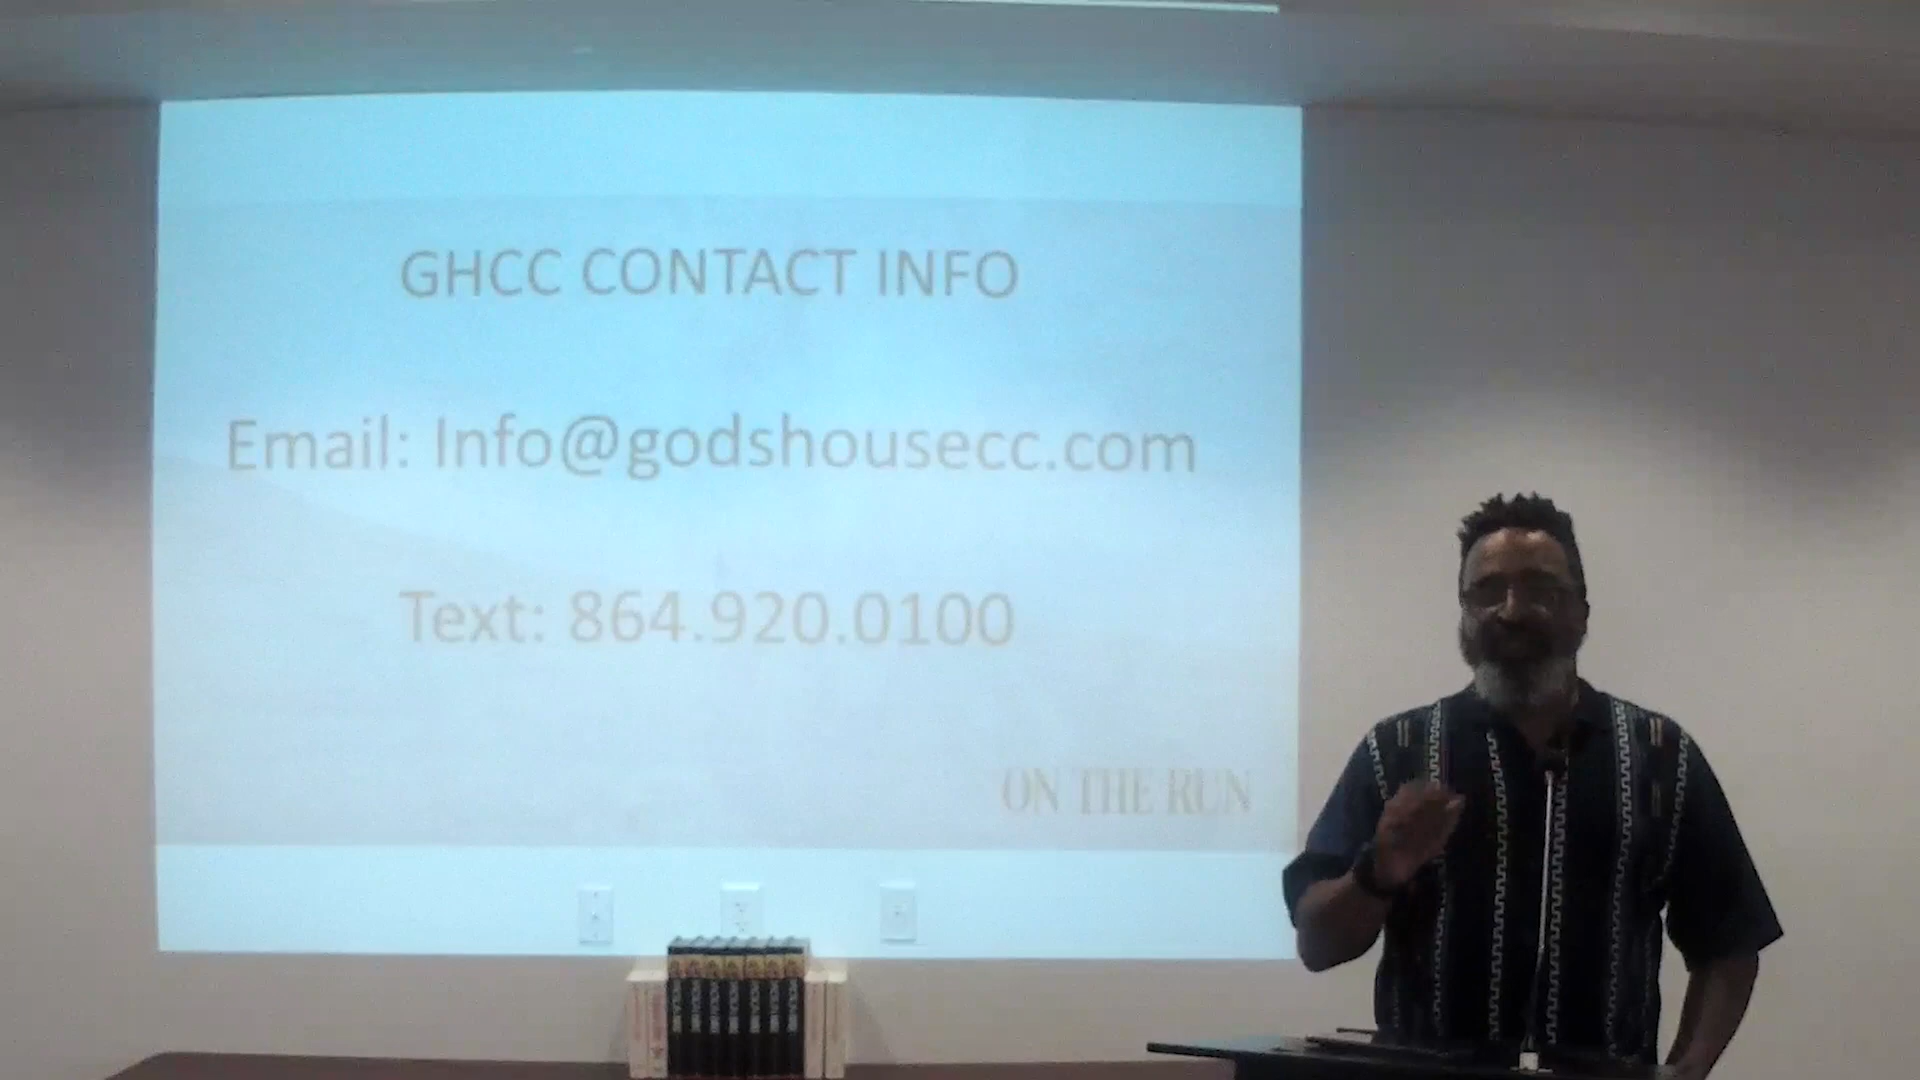 GHCC CONTACT INFO
Email: Info@godshousecc.com
Text: 864.920.0100
ON THE RUN